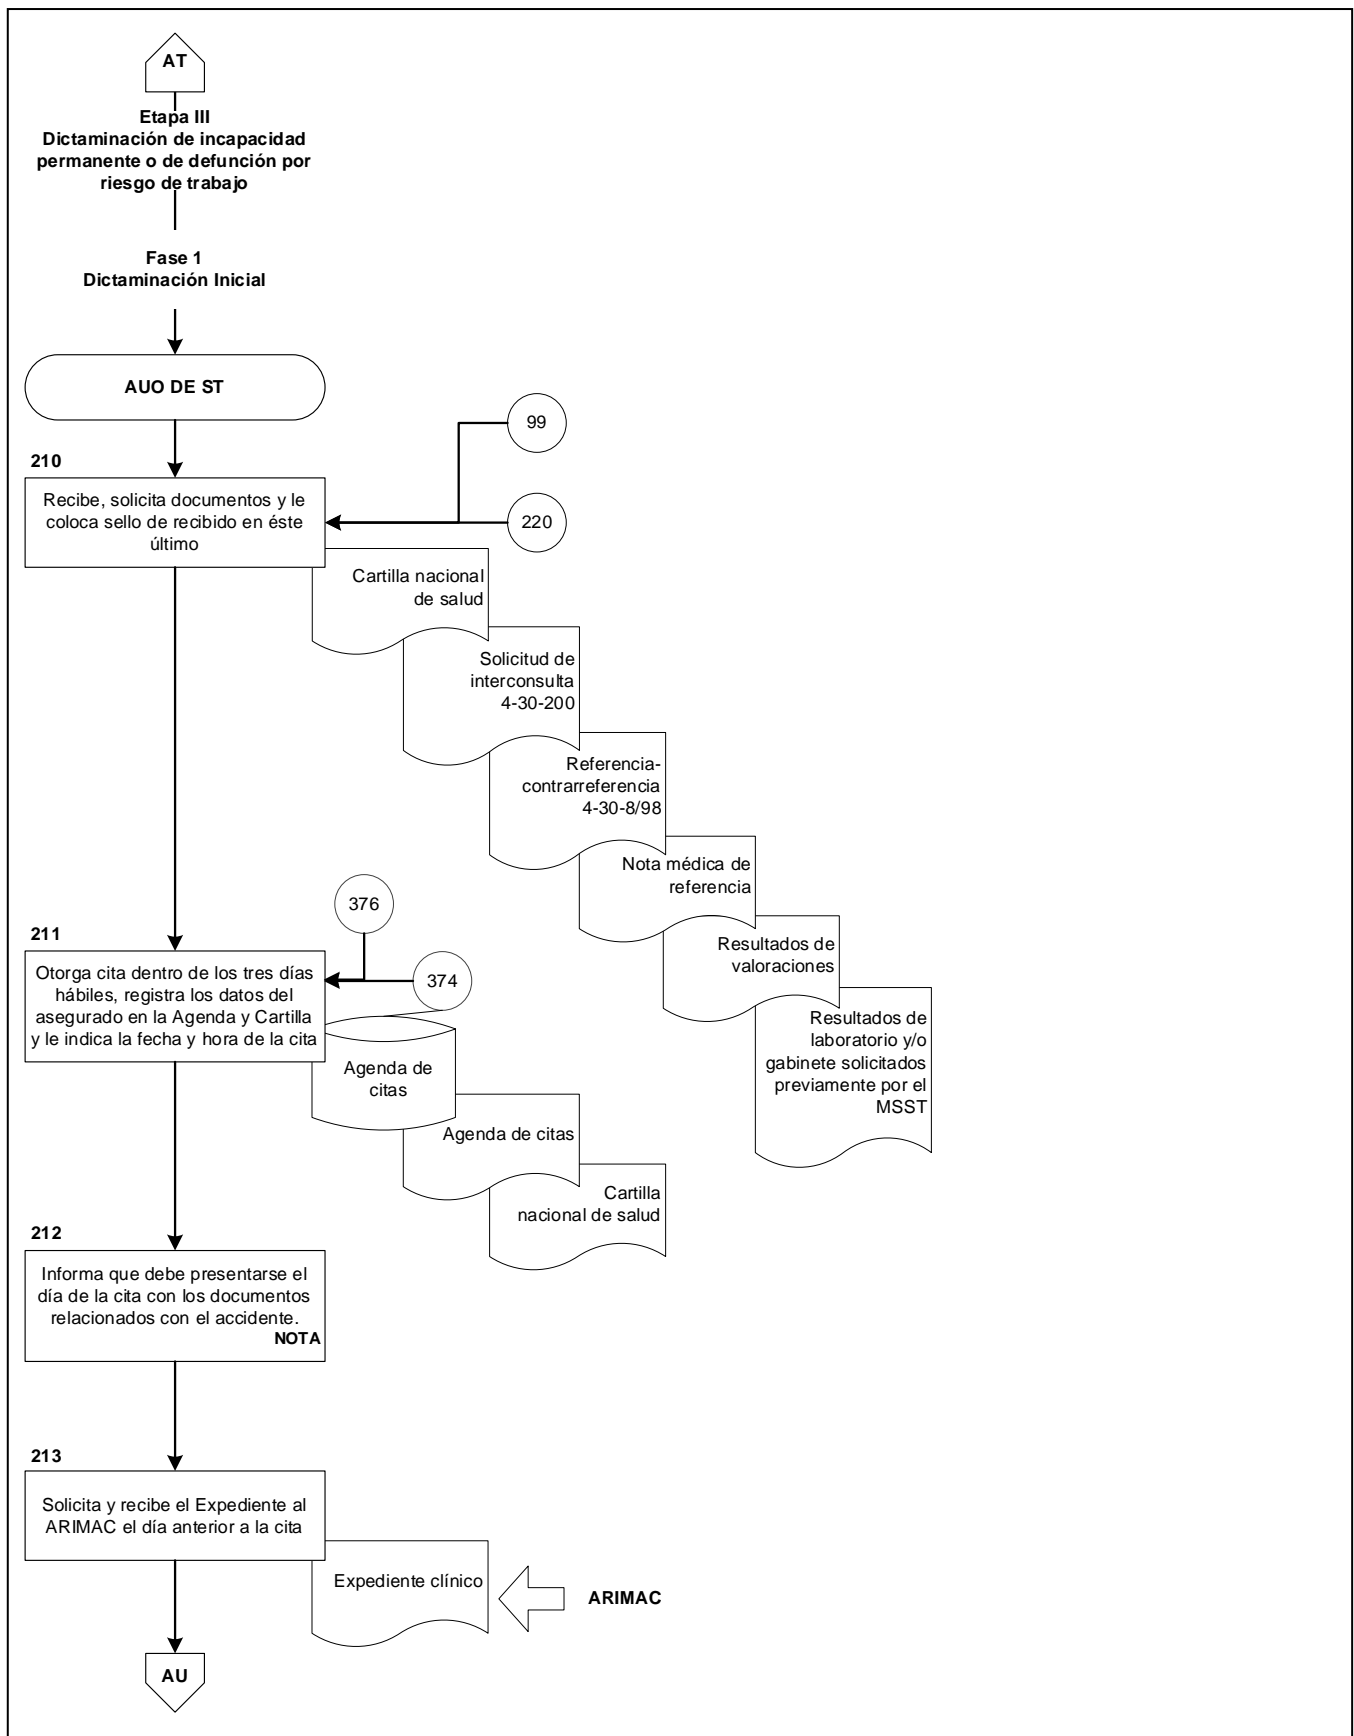 AT
Etapa III
Dictaminación de incapacidad
permanente o de defunción por
riesgo de trabajo
Fase 1
Dictaminación Inicial
AUO DE ST
99
210
Recibe, solicita documentos y le
coloca sello de recibido en éste
último
220
Cartilla nacional
de salud
Solicitud de
interconsulta
4-30-200
Referencia-
contrarreferencia
4-30-8/98
Nota médica de
referencia
Resultados de
valoraciones
Resultados de
laboratorio y/o
gabinete solicitados
previamente por el
MSST
376
211
Otorga cita dentro de los tres días
hábiles, registra los datos del
asegurado en la Agenda y Cartilla
y le indica la fecha y hora de la cita
374
Agenda de
citas
Agenda de citas
Cartilla
nacional de salud
212
Informa que debe presentarse el
día de la cita con los documentos
relacionados con el accidente.
NOTA
213
Solicita y recibe el Expediente al
ARIMAC el día anterior a la cita
Expediente clínico
ARIMAC
AU